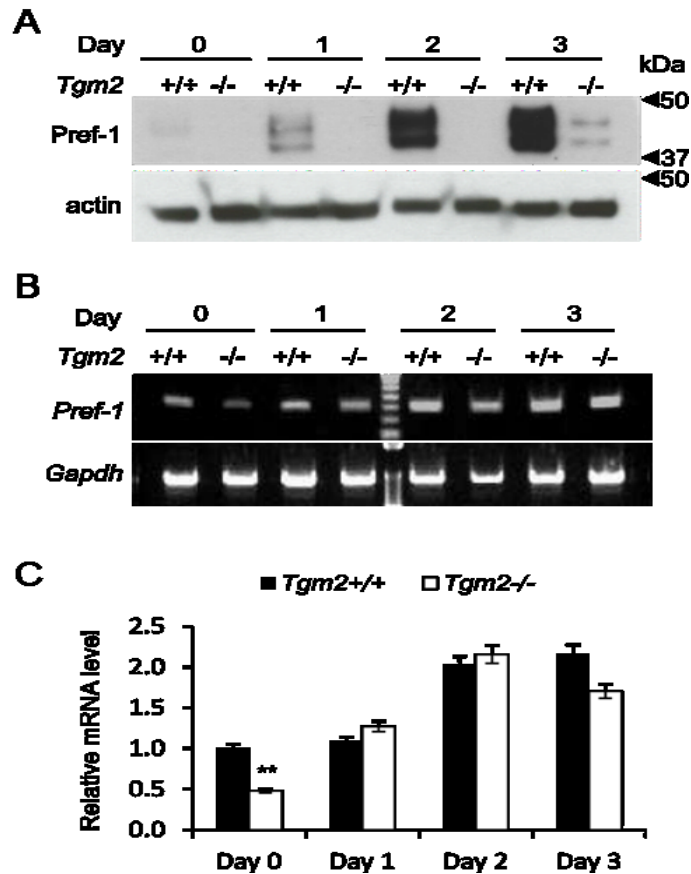 A
Day 0 1 2 3
kDa
Tgm2 +/+ -/- +/+ -/- +/+ -/- +/+ -/-
50
Pref-1
37
50
actin
B
Day 0 1 2 3
Tgm2 +/+ -/- +/+ -/- +/+ -/- +/+ -/-
Pref-1
Gapdh
C
Tgm2+/+ Tgm2-/-
Relative mRNA level
2.5
2.0
1.5
1.0
0.5
0.0
**
Day 0 Day 1 Day 2 Day 3